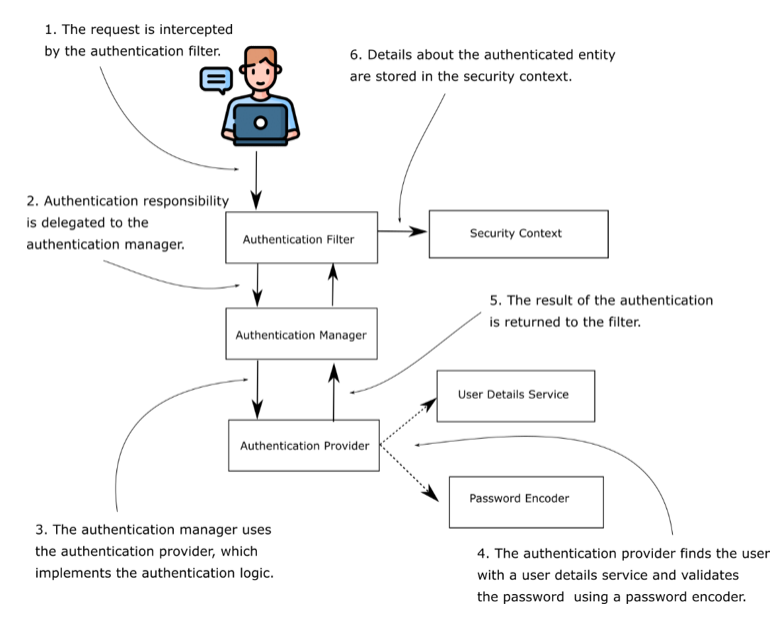 1. The request is intercepted
by the authentication filter.
6. Details about the authenticated entity
are stored in the security context.
2. Authentication responsibility
is delegated to the
authentication manager.
Authentication Filter
Security Context
5. The result of the authentication
is returned to the filter.
Authentication Manager
User Details Service
Authentication Provider
Password Encoder
3. The authentication manager uses
the authentication provider, which
implements the authentication logic.
4. The authentication provider finds the user
with a user details service and validates
the password using a password encoder.